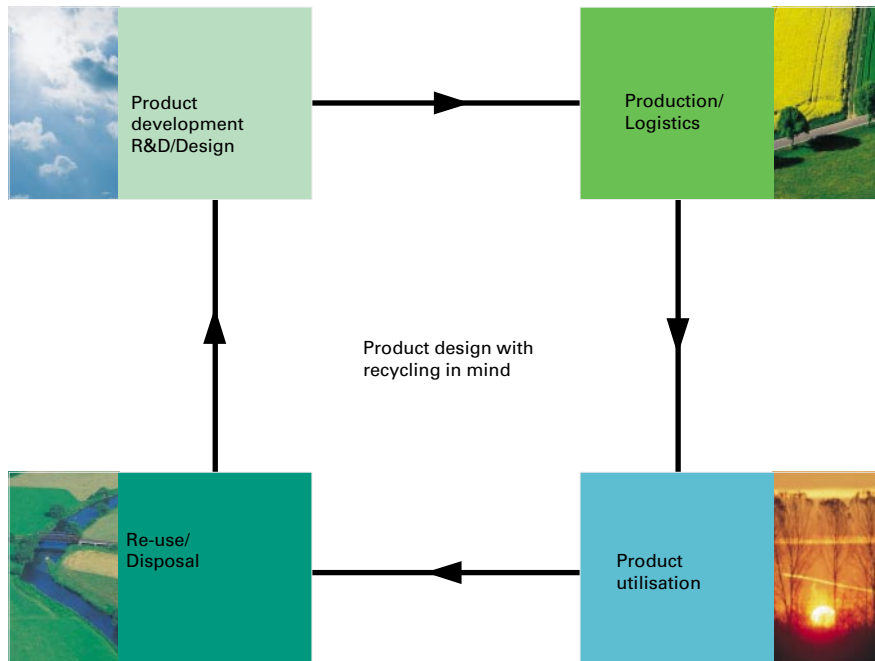 Product
development
R&D/Design
Production/
Logistics
Product design with
recycling in mind
Re-use/
Disposal
Product
utilisation